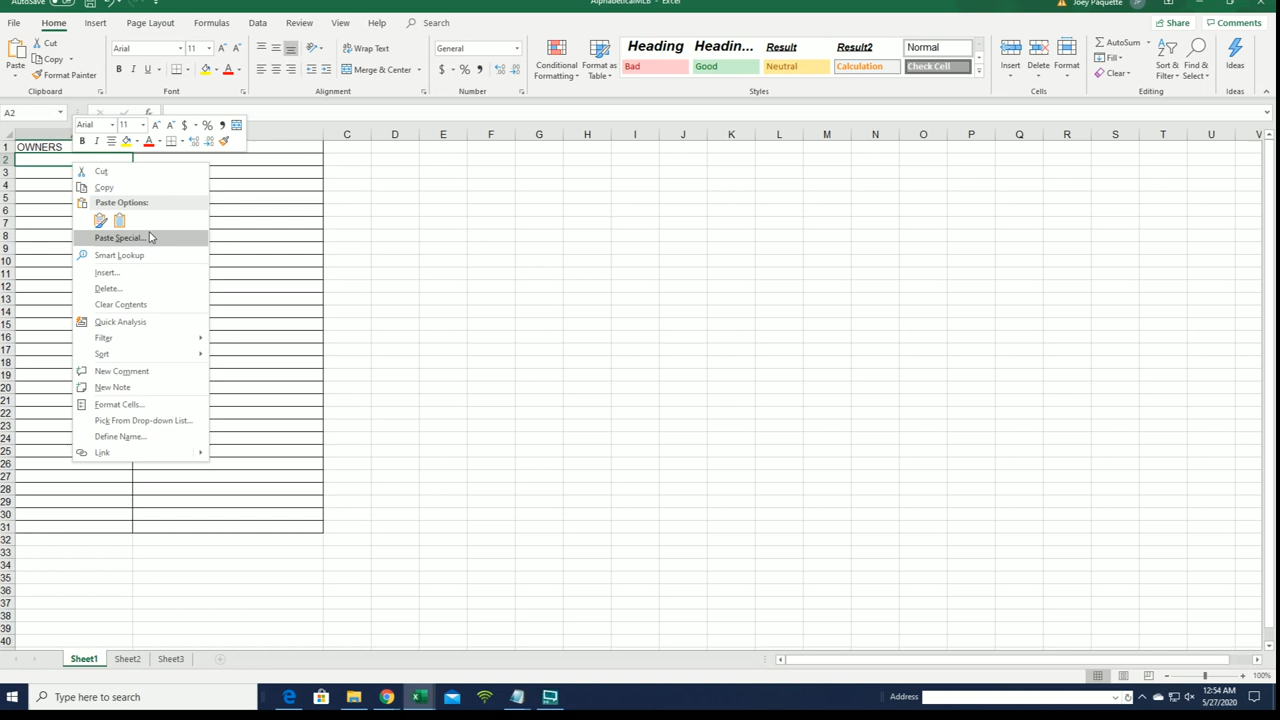 AutoSave AlphabeticalMLB - Excel Joey Paquette JP
File Home Insert Page Layout Formulas Data Review View Help Search Share Comments
Paste Cut Copy Format Painter Clipboard
Arial 11 B I U Font
Wrap Text Merge & Center Alignment
General $ % Number
Conditional Formatting Format as Table
Heading Headin... Result Result2 Normal
Bad Good Neutral Calculation Check Cell
Styles
Insert Delete Format Cells
AutoSum Fill Clear Sort & Filter Find & Select Editing
Ideas Ideas
A2 fx
Arial 11 $ %
B I A
C D E F G H I J K L M N O P Q R S T U V
1 OWNERS
2
3
4
5
6
7
8
9
10
11
12
13
14
15
16
17
18
19
20
21
22
23
24
25
26
27
28
29
30
31
32
33
34
35
36
37
38
39
40
Cut
Copy
Paste Options:
Paste Special...
Smart Lookup
Insert...
Delete...
Clear Contents
Quick Analysis
Filter
Sort
New Comment
New Note
Format Cells...
Pick From Drop-down List...
Define Name...
Link
Sheet1 Sheet2 Sheet3
100%
Type here to search
Address
12:54 AM
5/27/2020